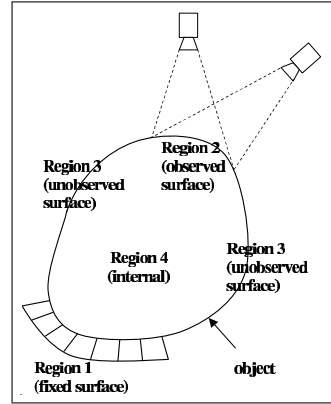 Region 2
(observed
surface)
Region 3
(unobserved
surface)
Region 4
(internal)
Region 3
(unobserved
surface)
Region 1
(fixed surface)
object